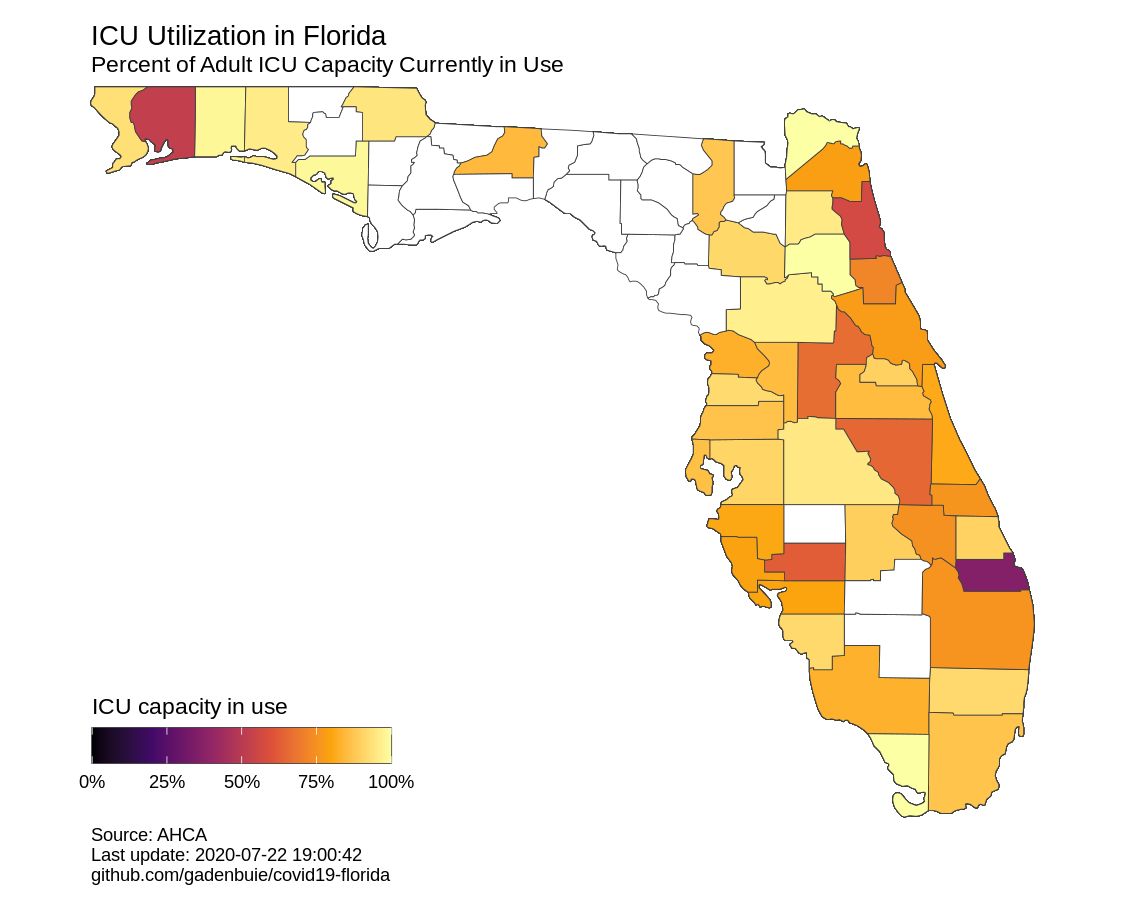 ICU Utilization in Florida
Percent of Adult ICU Capacity Currently in Use
ICU capacity in use
0% 25% 50% 75% 100%
Source: AHCA
Last update: 2020-07-22 19:00:42
github.com/gadenbuie/covid19-florida